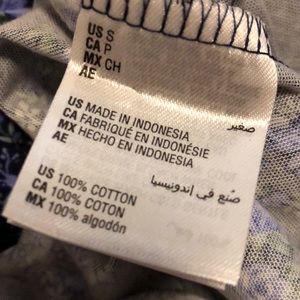 US S
CA P
MX CH
AE
صغير
US MADE IN INDONESIA
CA FABRIQUÉ EN INDONÉSIE
MX HECHO EN INDONESIA
AE
صنع في اندونيسيا
US 100% COTTON
CA 100% COTON
MX 100% algodón